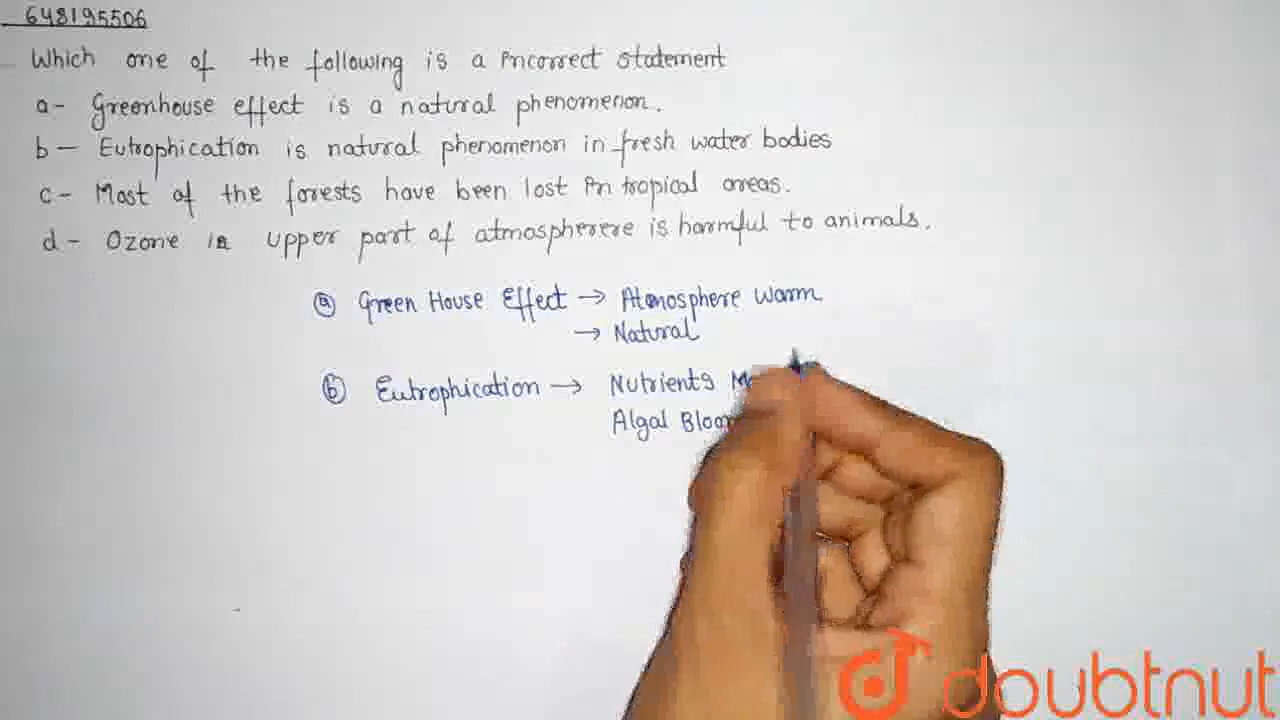 648195506
Which one of the following is a incorrect statement
a- Greenhouse effect is a natural phenomenon.
b- Eutrophication is natural phenomenon in fresh water bodies
c- Most of the forests have been lost in tropical areas.
d- Ozone in upper part of atmospherere is harmful to animals.
a Green House Effect → Atmosphere Warm
→ Natural
b Eutrophication → Nutrients
Algal
doubtnut